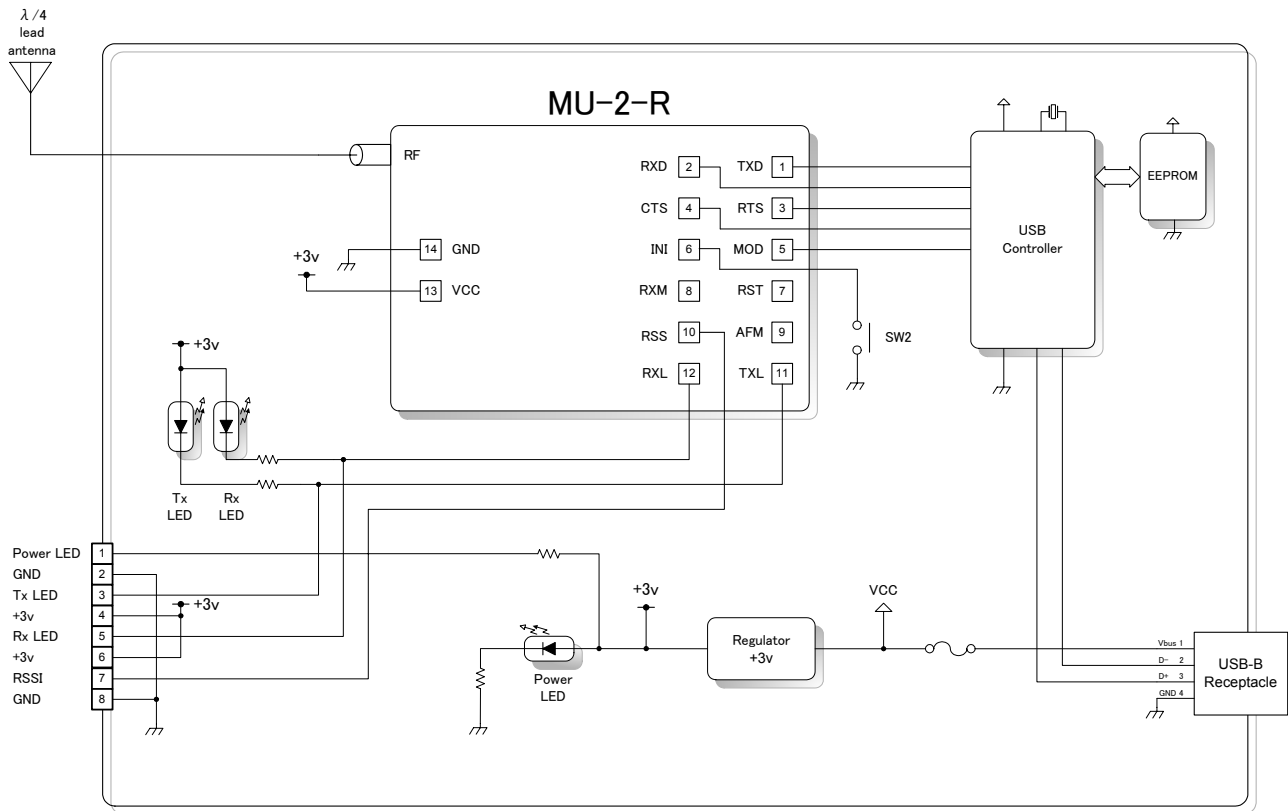 λ/4
lead
antenna
MU-2-R
RF
RXD 2 TXD 1
CTS 4 RTS 3
INI 6 MOD 5
RXM 8 RST 7
RSS 10 AFM 9
RXL 12 TXL 11
14 GND
13 VCC
+3v
USB
Controller
EEPROM
SW2
+3v
Tx
LED
Rx
LED
Power LED 1
GND 2
Tx LED 3
+3v 4
Rx LED 5
+3v 6
RSSI 7
GND 8
+3v
Power
LED
+3v
Regulator
+3v
VCC
Vbus 1
D- 2
D+ 3
GND 4
USB-B
Receptacle